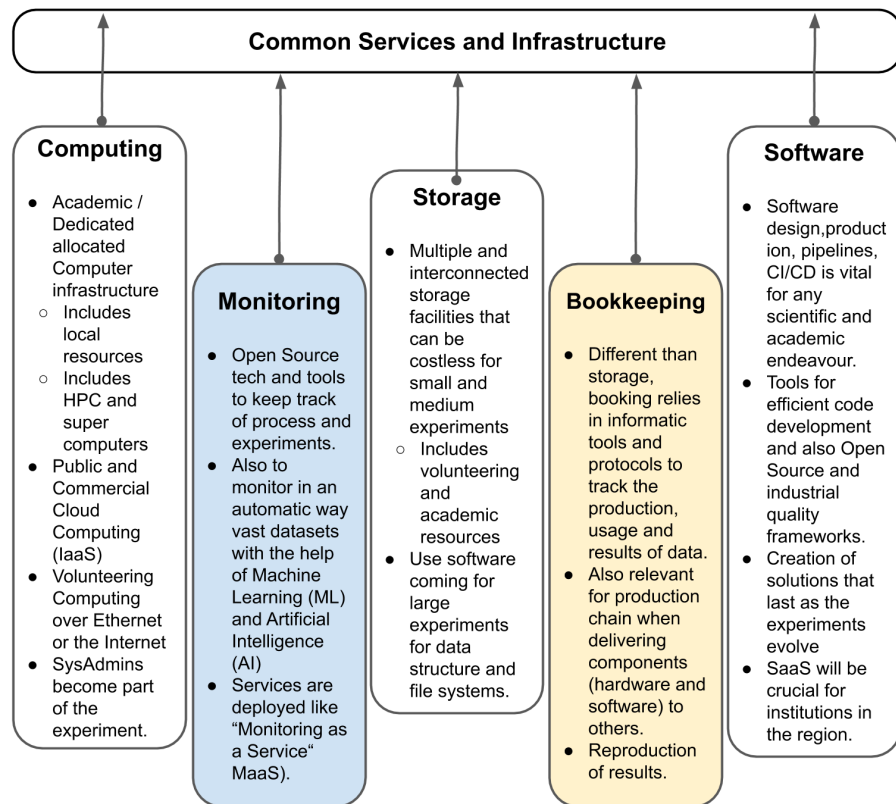 Common Services and Infrastructure
Computing
● Academic /
Dedicated
allocated
Computer
infrastructure
○ Includes
local
resources
○ Includes
HPC and
super
computers
● Public and
Commercial
Cloud
Computing
(IaaS)
● Volunteering
Computing
over Ethernet
or the Internet
● SysAdmins
become part
of the
experiment.
Monitoring
● Open Source
tech and tools
to keep track
of process and
experiments.
● Also to
monitor in an
automatic way
vast datasets
with the help
of Machine
Learning (ML)
and Artificial
Intelligence
(AI)
● Services are
deployed like
“Monitoring as
a Service“
MaaS).
Storage
● Multiple and
interconnected
storage
facilities that
can be
costless for
small and
medium
experiments
○ Includes
volunteering
and
academic
resources
● Use software
coming for
large
experiments
for data
structure and
file systems.
Bookkeeping
● Different than
storage,
booking relies
in informatic
tools and
protocols to
track the
production,
usage and
results of data.
● Also relevant
for production
chain when
delivering
components
(hardware and
software) to
others.
● Reproduction
of results.
Software
● Software
design,product
ion, pipelines,
CI/CD is vital
for any
scientific and
academic
endeavour.
● Tools for
efficient code
development
and also Open
Source and
industrial
quality
frameworks.
● Creation of
solutions that
last as the
experiments
evolve
● SaaS will be
crucial for
institutions in
the region.